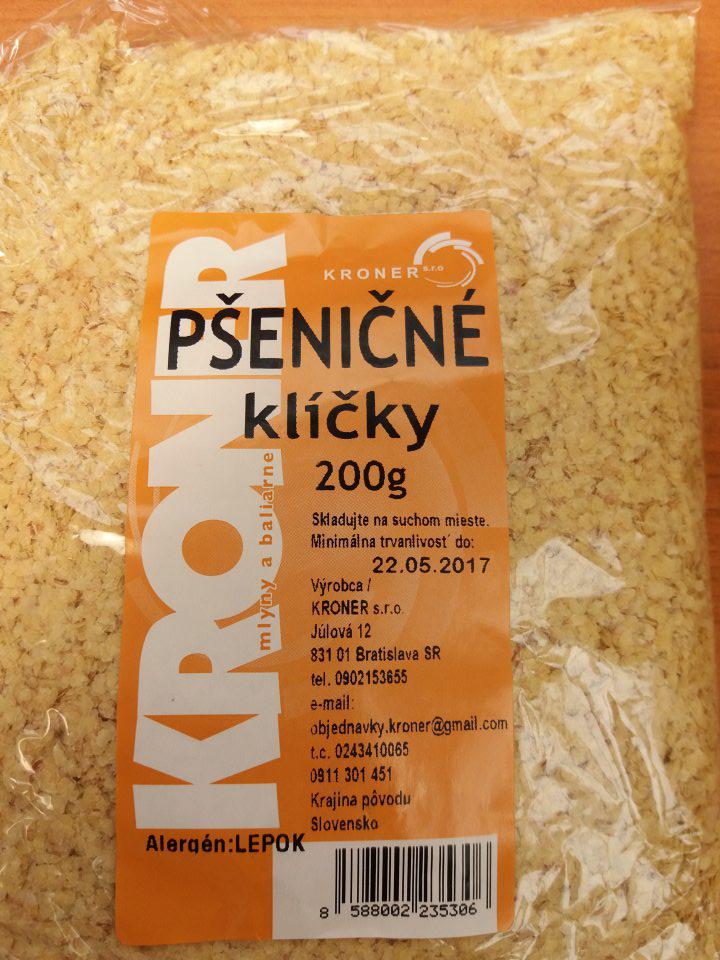 KRONER
s.r.o
KRONER
mlyny a baliarne
PŠENIČNÉ
klíčky
200g
Skladujte na suchom mieste.
Minimálna trvanlivosť do:
22.05.2017
Výrobca /
KRONER s.r.o.
Júlová 12
831 01 Bratislava SR
tel. 0902153655
e-mail:
objednavky.kroner@gmail.com
t.c. 0243410065
0911 301 451
Krajina pôvodu
Slovensko
Alergén:LEPOK
8 588002 235306